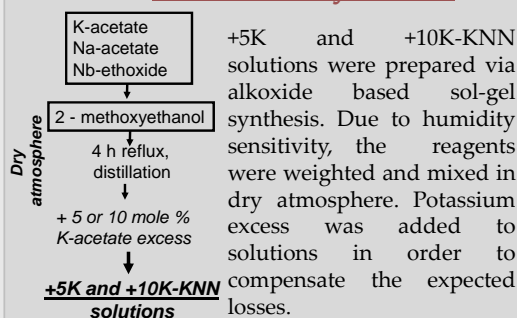 K-acetate
Na-acetate
Nb-ethoxide
2 - methoxyethanol
4 h reflux,
distillation
Dry
atmosphere
+ 5 or 10 mole %
K-acetate excess
+5K and +10K-KNN
solutions
+5K and +10K-KNN
solutions were prepared via
alkoxide based sol-gel
synthesis. Due to humidity
sensitivity, the reagents
were weighted and mixed in
dry atmosphere. Potassium
excess was added to
solutions in order to
compensate the expected
losses.